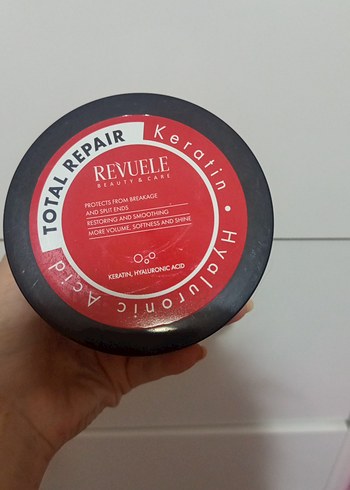 TOTAL REPAIR
Keratin • Hyaluronic Acid
REVUELE
BEAUTY & CARE
PROTECTS FROM BREAKAGE
AND SPLIT ENDS
RESTORING AND SMOOTHING
MORE VOLUME, SOFTNESS AND SHINE
KERATIN, HYALURONIC ACID